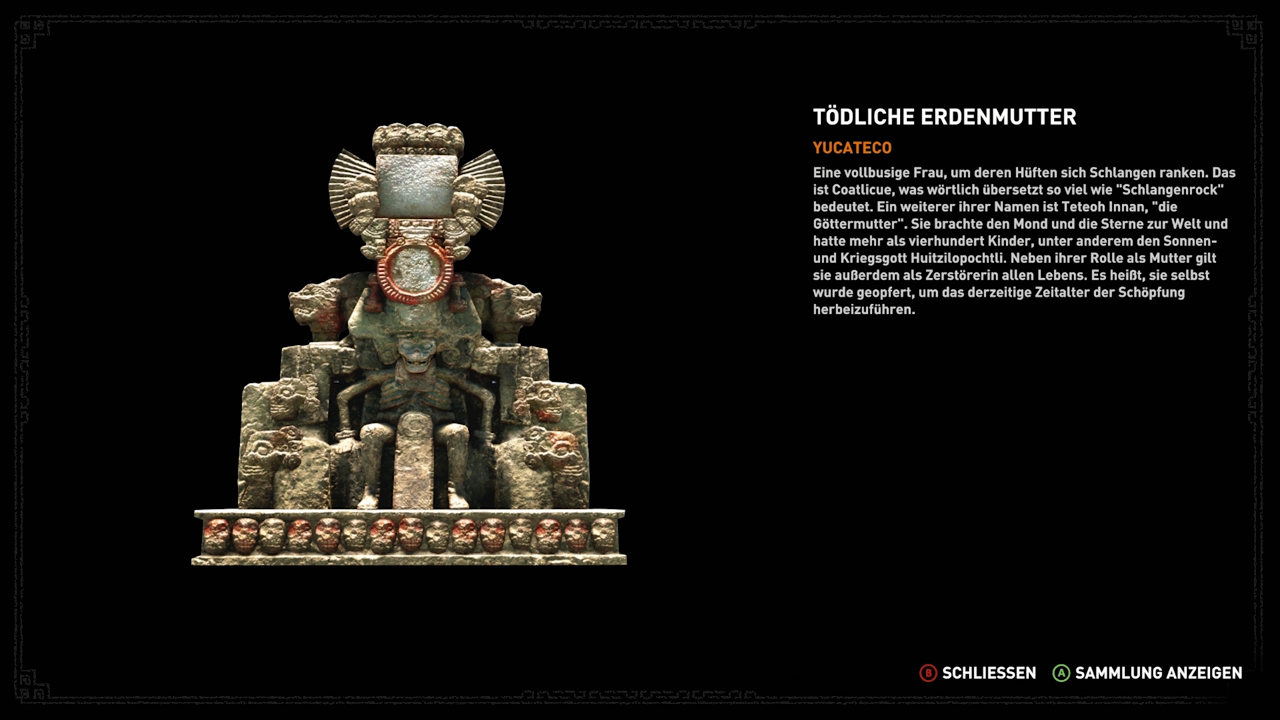 TÖDLICHE ERDENMUTTER
YUCATECO
Eine vollbusige Frau, um deren Hüften sich Schlangen ranken. Das
ist Coatlicue, was wörtlich übersetzt so viel wie "Schlangenrock"
bedeutet. Ein weiterer ihrer Namen ist Teteoh Innan, "die
Göttermutter". Sie brachte den Mond und die Sterne zur Welt und
hatte mehr als vierhundert Kinder, unter anderem den Sonnen-
und Kriegsgott Huitzilopochtli. Neben ihrer Rolle als Mutter gilt
sie außerdem als Zerstörerin allen Lebens. Es heißt, sie selbst
wurde geopfert, um das derzeitige Zeitalter der Schöpfung
herbeizuführen.
B SCHLIESSEN A SAMMLUNG ANZEIGEN